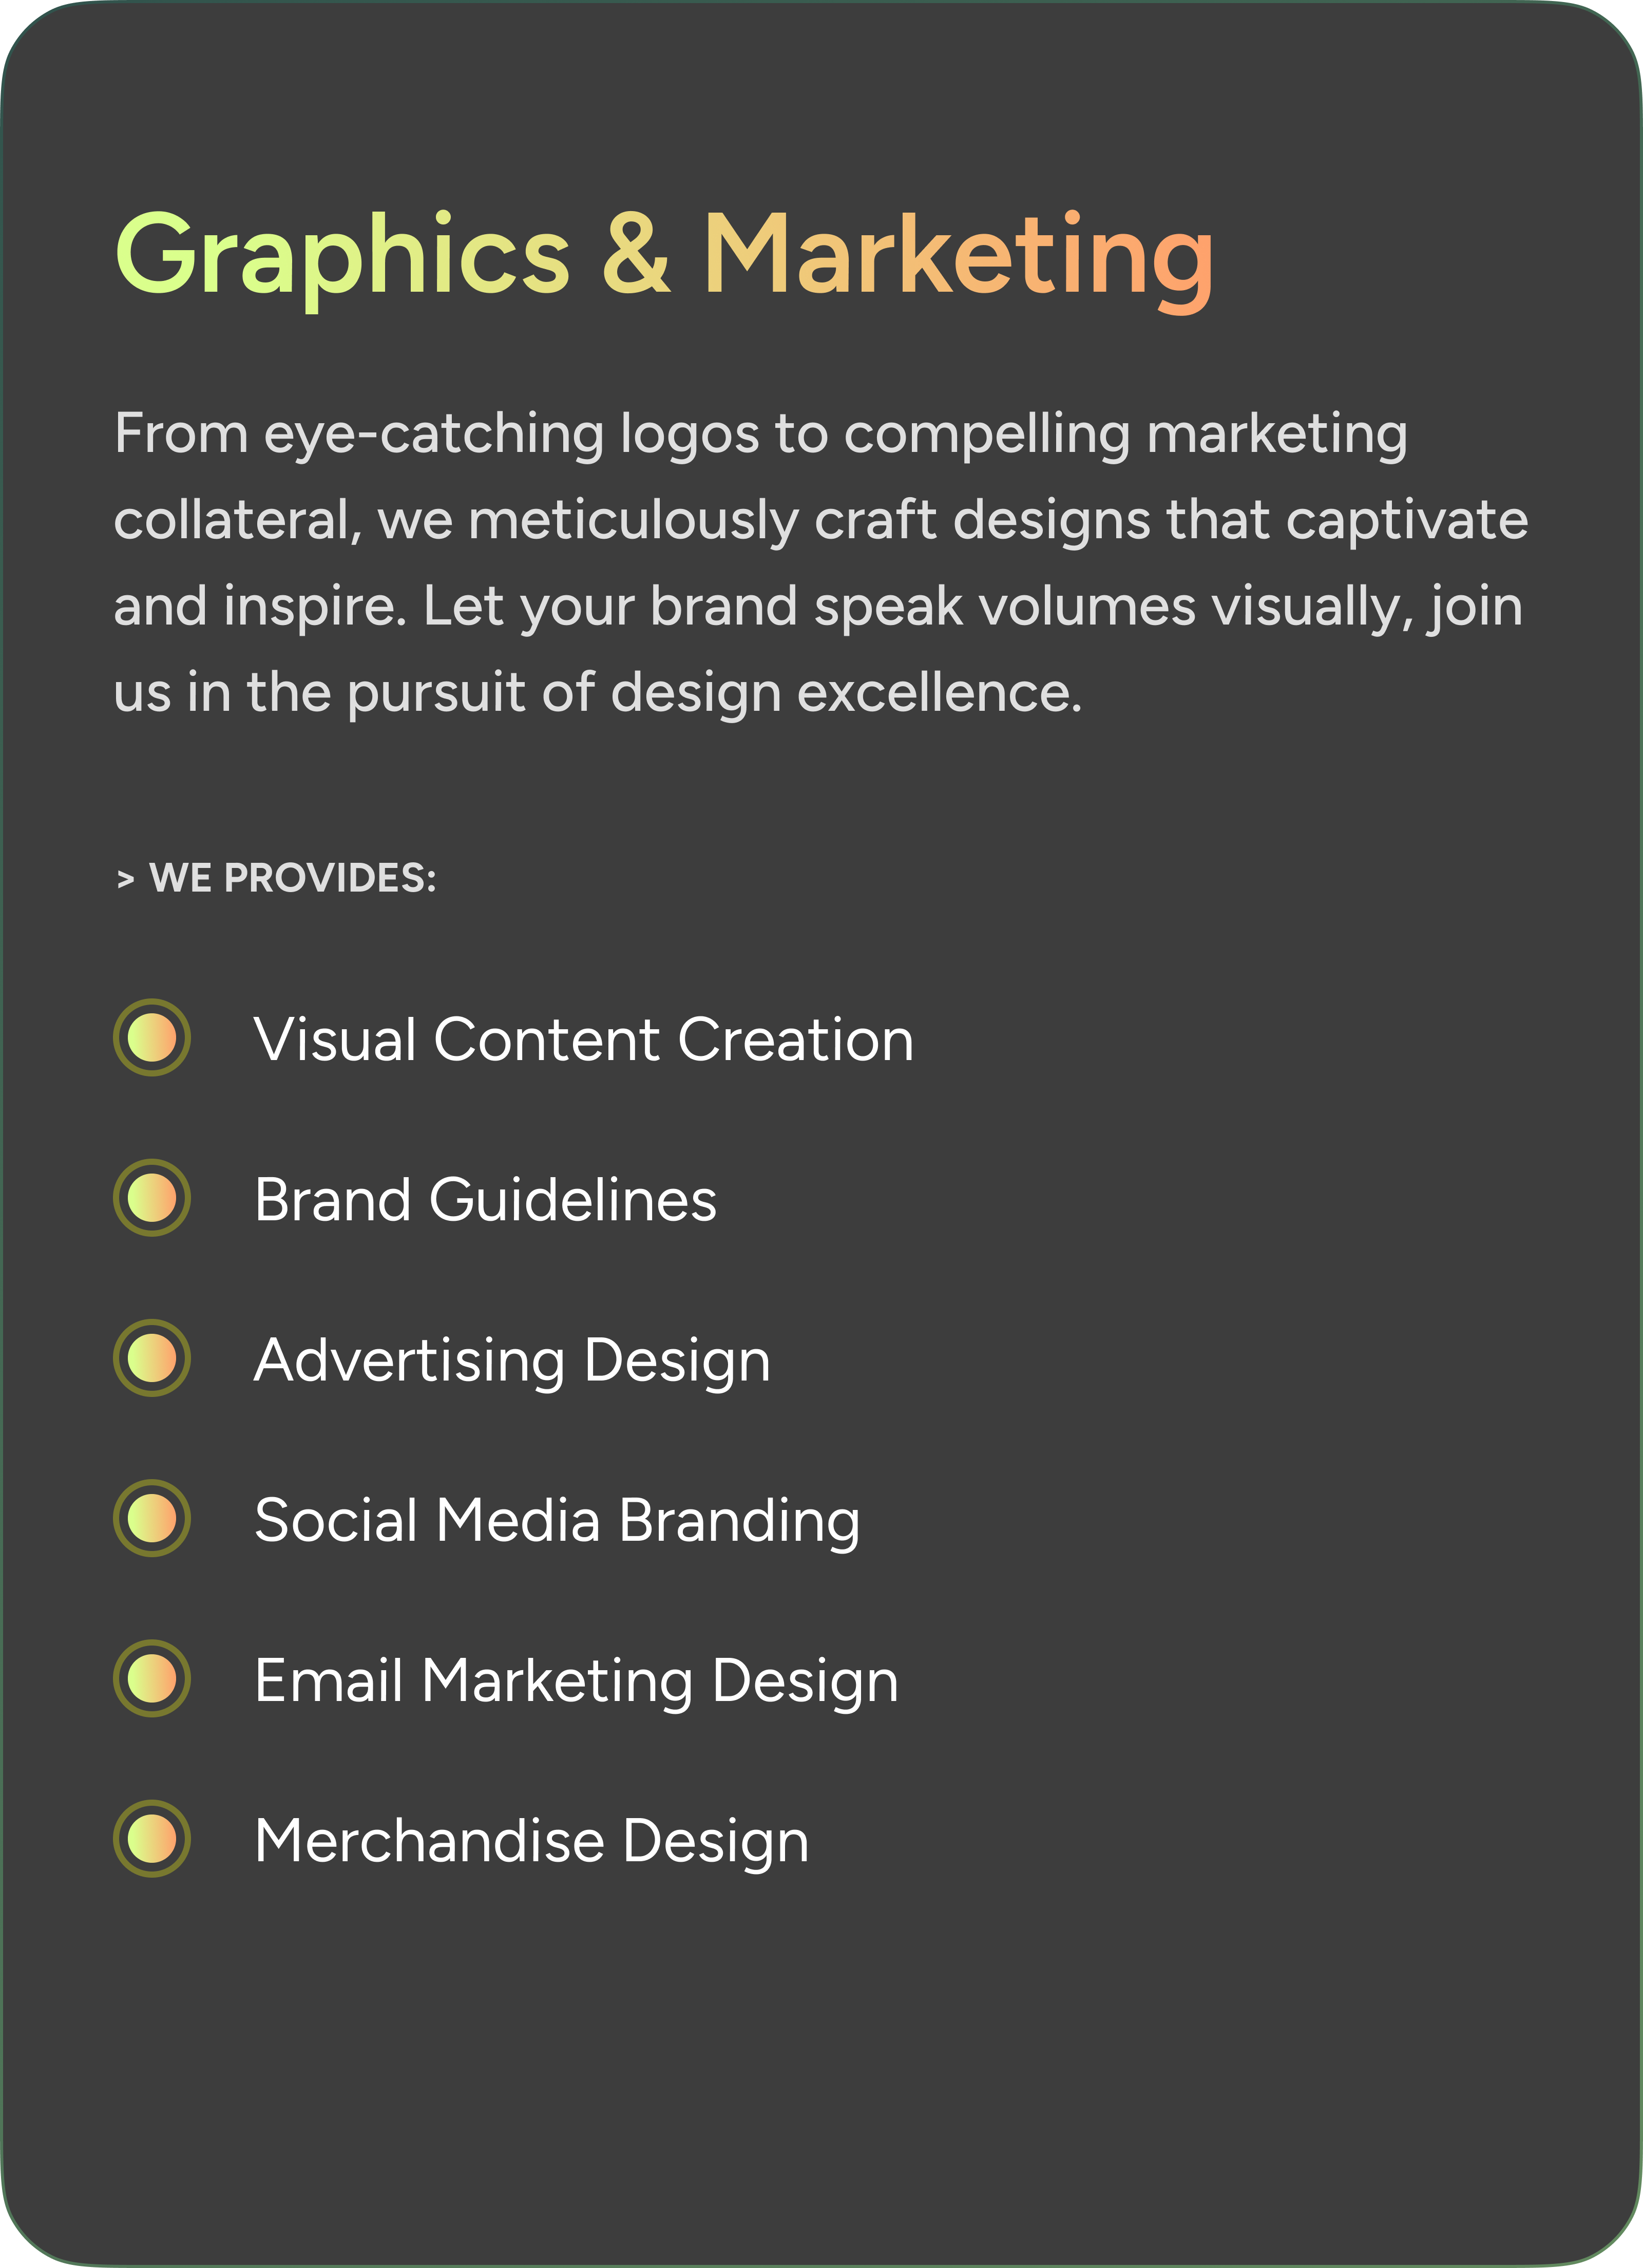 Graphics & Marketing
From eye-catching logos to compelling marketing
collateral, we meticulously craft designs that captivate
and inspire. Let your brand speak volumes visually, join
us in the pursuit of design excellence.
> WE PROVIDES:
Visual Content Creation
Brand Guidelines
Advertising Design
Social Media Branding
Email Marketing Design
Merchandise Design